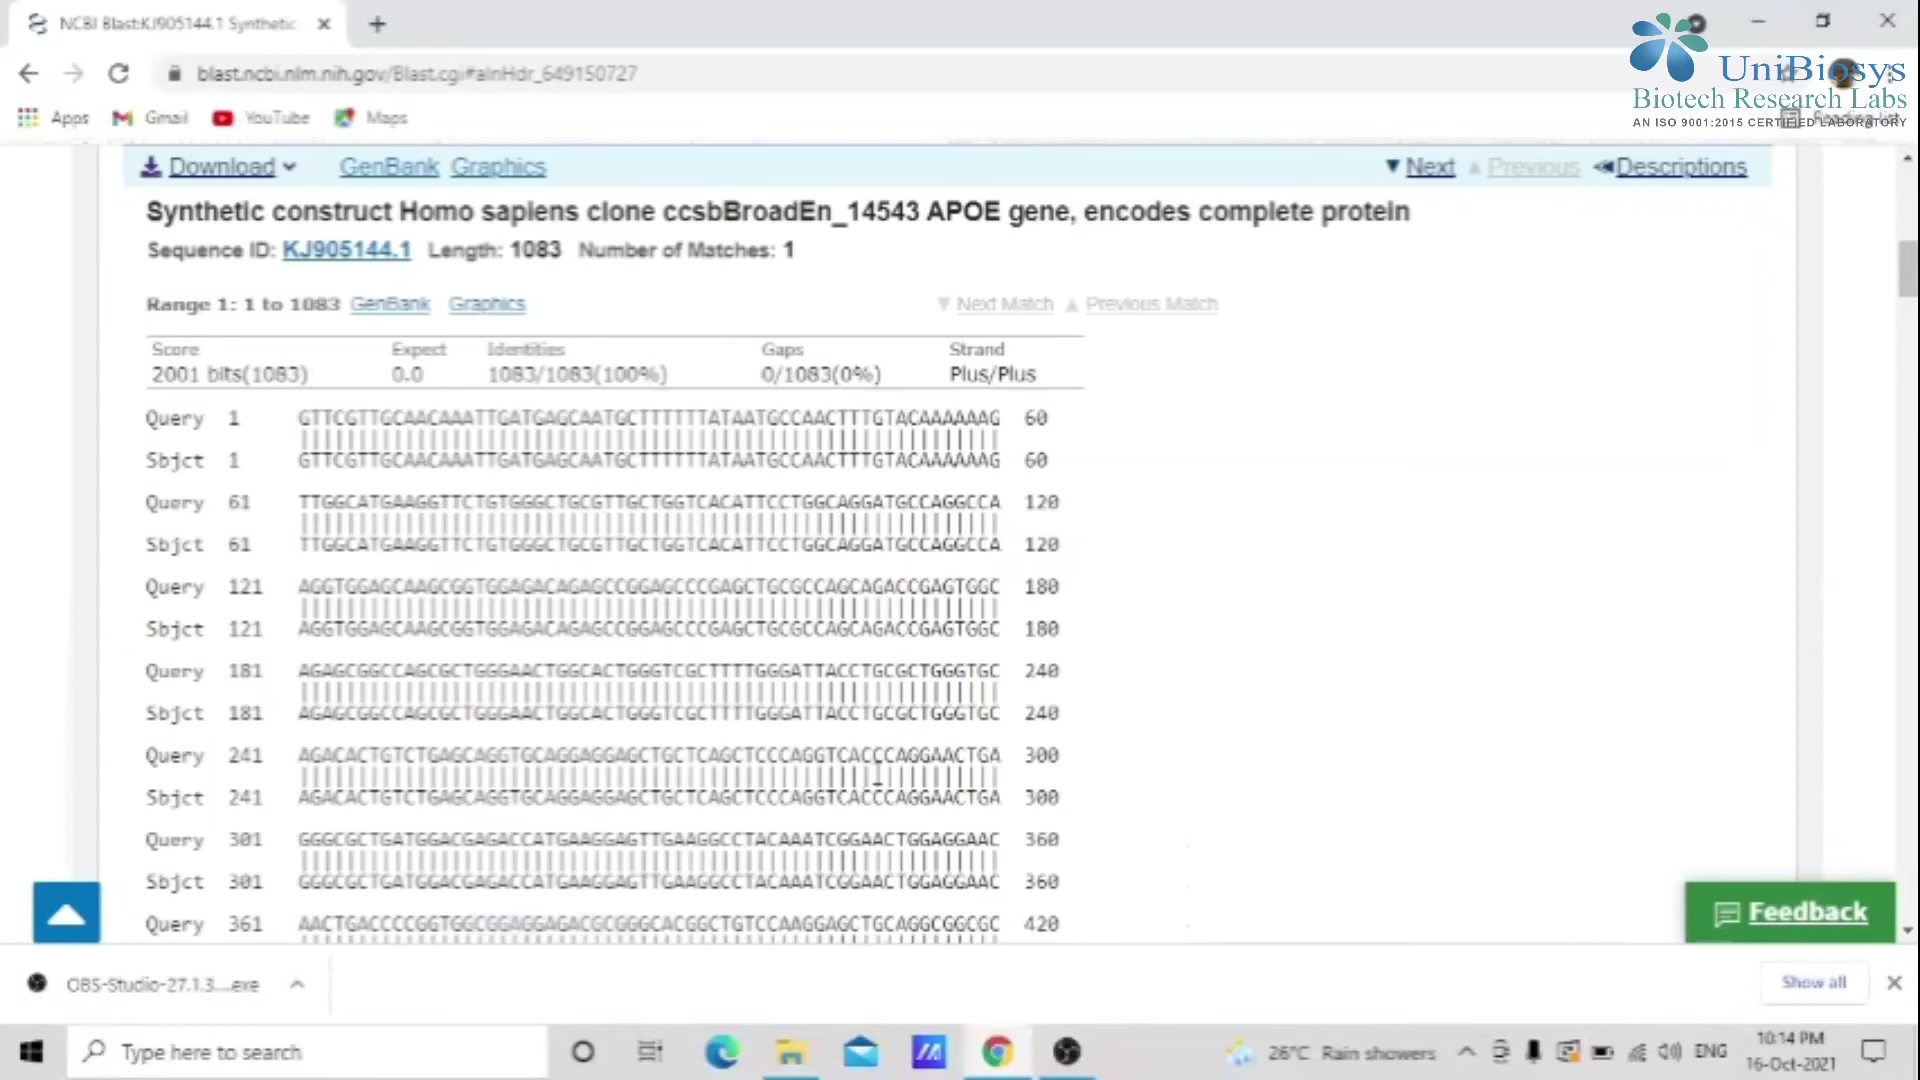 NCBI Blast:KJ905144.1 Synthetic
blast.ncbi.nlm.nih.gov/Blast.cgi#alnHdr_649150727
UniBiosys
Biotech Research Labs
AN ISO 9001:2015 CERTIFIED LABORATORY
Apps Gmail YouTube Maps
Reading list
Download GenBank Graphics Next Previous Descriptions
Synthetic construct Homo sapiens clone ccsbBroadEn_14543 APOE gene, encodes complete protein
Sequence ID: KJ905144.1 Length: 1083 Number of Matches: 1
Range 1: 1 to 1083 GenBank Graphics Next Match Previous Match
Score Expect Identities Gaps Strand
2001 bits(1083) 0.0 1083/1083(100%) 0/1083(0%) Plus/Plus
Query 1 GTTCGTTGCAACAAATTGATGAGCAATGCTTTTTTATAATGCCAACTTTGTACAAAAAAG 60
Sbjct 1 GTTCGTTGCAACAAATTGATGAGCAATGCTTTTTTATAATGCCAACTTTGTACAAAAAAG 60
Query 61 TTGGCATGAAGGTTCTGTGGGCTGCGTTGCTGGTCACATTCCTGGCAGGATGCCAGGCCA 120
Sbjct 61 TTGGCATGAAGGTTCTGTGGGCTGCGTTGCTGGTCACATTCCTGGCAGGATGCCAGGCCA 120
Query 121 AGGTGGAGCAAGCGGTGGAGACAGAGCCGGAGCCCGAGCTGCGCCAGCAGACCGAGTGGC 180
Sbjct 121 AGGTGGAGCAAGCGGTGGAGACAGAGCCGGAGCCCGAGCTGCGCCAGCAGACCGAGTGGC 180
Query 181 AGAGCGGCCAGCGCTGGGAACTGGCACTGGGTCGCTTTTGGGATTACCTGCGCTGGGTGC 240
Sbjct 181 AGAGCGGCCAGCGCTGGGAACTGGCACTGGGTCGCTTTTGGGATTACCTGCGCTGGGTGC 240
Query 241 AGACACTGTCTGAGCAGGTGCAGGAGGAGCTGCTCAGCTCCCAGGTCACCCAGGAACTGA 300
Sbjct 241 AGACACTGTCTGAGCAGGTGCAGGAGGAGCTGCTCAGCTCCCAGGTCACCCAGGAACTGA 300
Query 301 GGGCGCTGATGGACGAGACCATGAAGGAGTTGAAGGCCTACAAATCGGAACTGGAGGAAC 360
Sbjct 301 GGGCGCTGATGGACGAGACCATGAAGGAGTTGAAGGCCTACAAATCGGAACTGGAGGAAC 360
Query 361 AACTGACCCCGGTGGCGGAGGAGACGCGGGCACGGCTGTCCAAGGAGCTGCAGGCGGCGC 420
Feedback
OBS-Studio-27.1.3....exe
Show all
Type here to search
26°C Rain showers
ENG
10:14 PM
16-Oct-2021